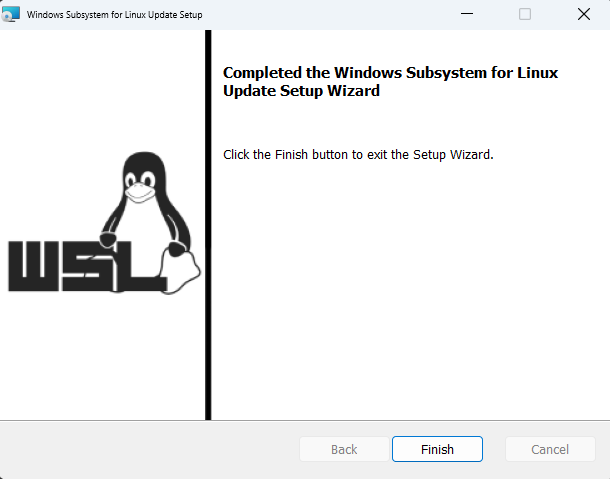 Windows Subsystem for Linux Update Setup
Completed the Windows Subsystem for Linux
Update Setup Wizard
Click the Finish button to exit the Setup Wizard.
WSL
Back
Finish
Cancel